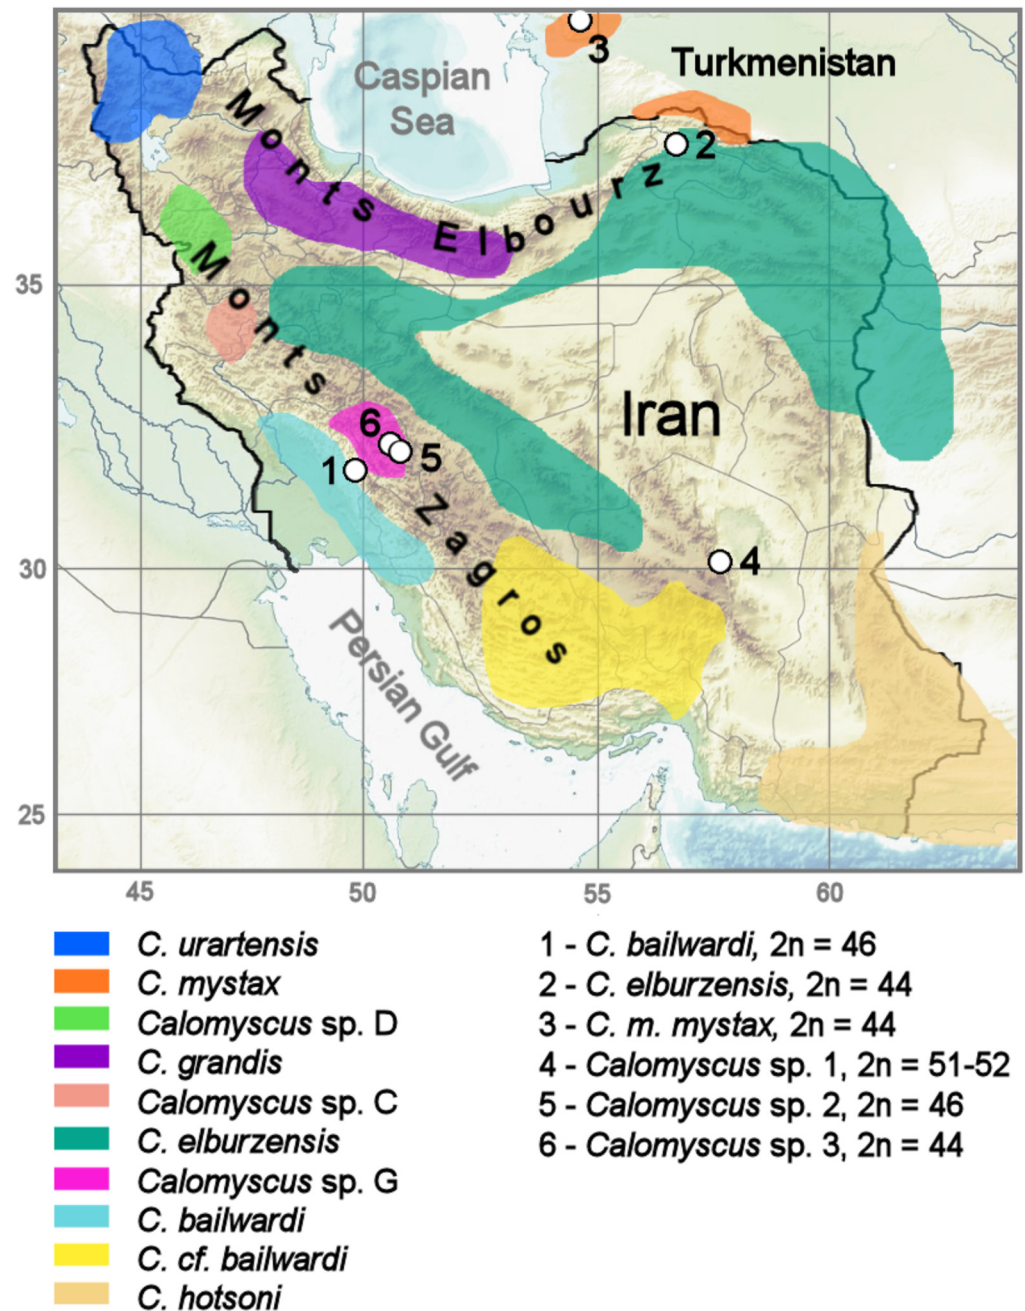 Caspian
Sea
Turkmenistan
3
2
Monts Elbourz
Monts Zagros
35
Iran
6
5
1
30
4
Persian Gulf
25
45
50
55
60
C. urartensis
C. mystax
Calomyscus sp. D
C. grandis
Calomyscus sp. C
C. elburzensis
Calomyscus sp. G
C. bailwardi
C. cf. bailwardi
C. hotsoni
1 - C. bailwardi, 2n = 46
2 - C. elburzensis, 2n = 44
3 - C. m. mystax, 2n = 44
4 - Calomyscus sp. 1, 2n = 51-52
5 - Calomyscus sp. 2, 2n = 46
6 - Calomyscus sp. 3, 2n = 44